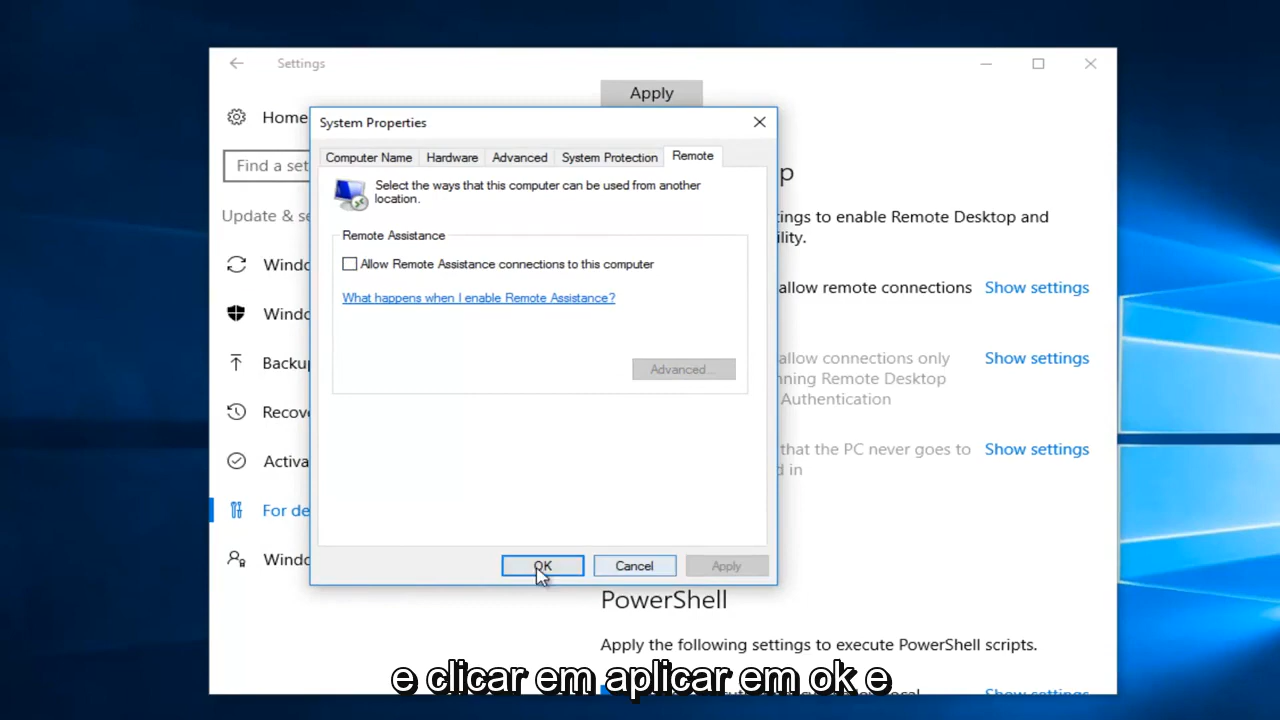 Settings
Apply
Home
Find a set
Update & se
Windo
Windo
Backup
Recove
Activa
For de
Windo
System Properties
Computer Name
Hardware
Advanced
System Protection
Remote
Select the ways that this computer can be used from another
location.
Remote Assistance
Allow Remote Assistance connections to this computer
What happens when I enable Remote Assistance?
Advanced...
OK
Cancel
Apply
p
ings to enable Remote Desktop and
ility.
allow remote connections
Show settings
allow connections only
Show settings
nning Remote Desktop
Authentication
that the PC never goes to
Show settings
d in
PowerShell
Apply the following settings to execute PowerShell scripts.
Show settings
e clicar em aplicar em ok e